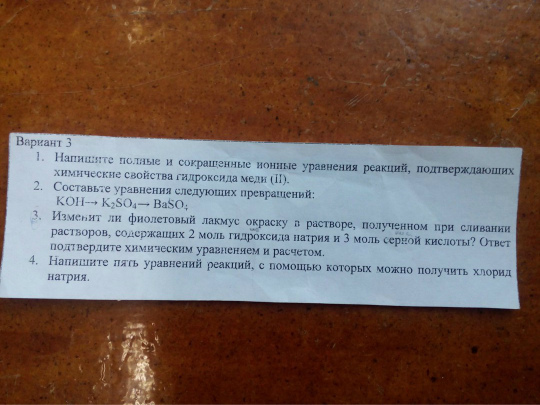 Вариант 3
1. Напишите полные и сокращенные ионные уравнения реакций, подтверждающих
химические свойства гидроксида меди (II).
2. Составьте уравнения следующих превращений:
KOH→ K₂SO₄→ BaSO₄
3. Изменит ли фиолетовый лакмус окраску в растворе, полученном при сливании
растворов, содержащих 2 моль гидроксида натрия и 3 моль серной кислоты? Ответ
подтвердите химическим уравнением и расчетом.
4. Напишите пять уравнений реакций, с помощью которых можно получить хлорид
натрия.